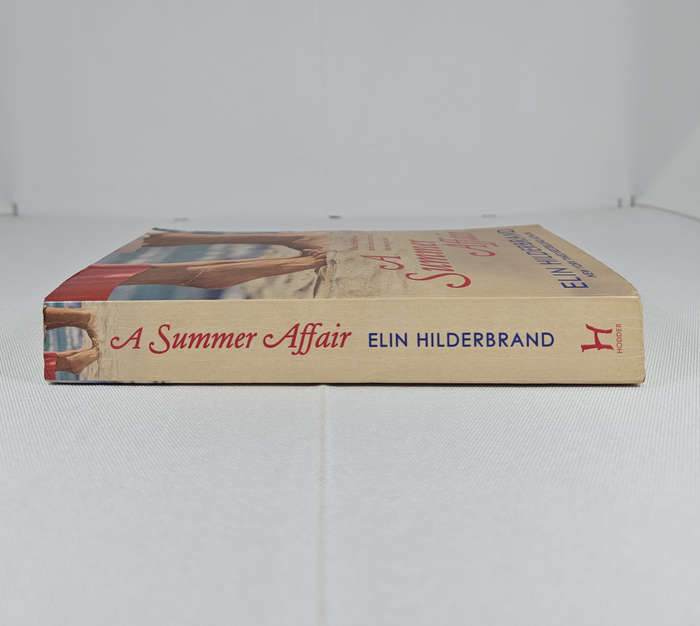 A Summer Affair ELIN HILDERBRAND H HODDER
A
Summer
Affair
ELIN HILDERBRAND